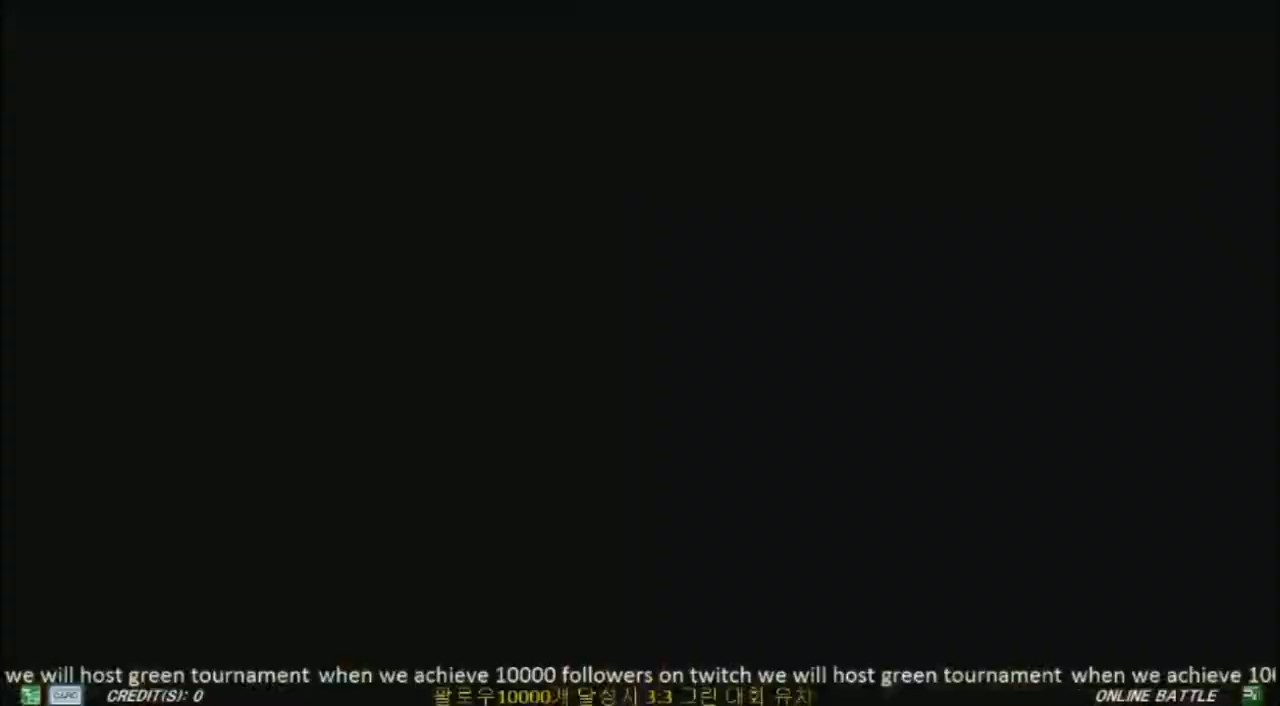 we will host green tournament when we achieve 10000 followers on twitch we will host green tournament when we achieve 10
CREDIT(S): 0 팔로우10000개 달성시 3:3 그린 대회 유치 ONLINE BATTLE